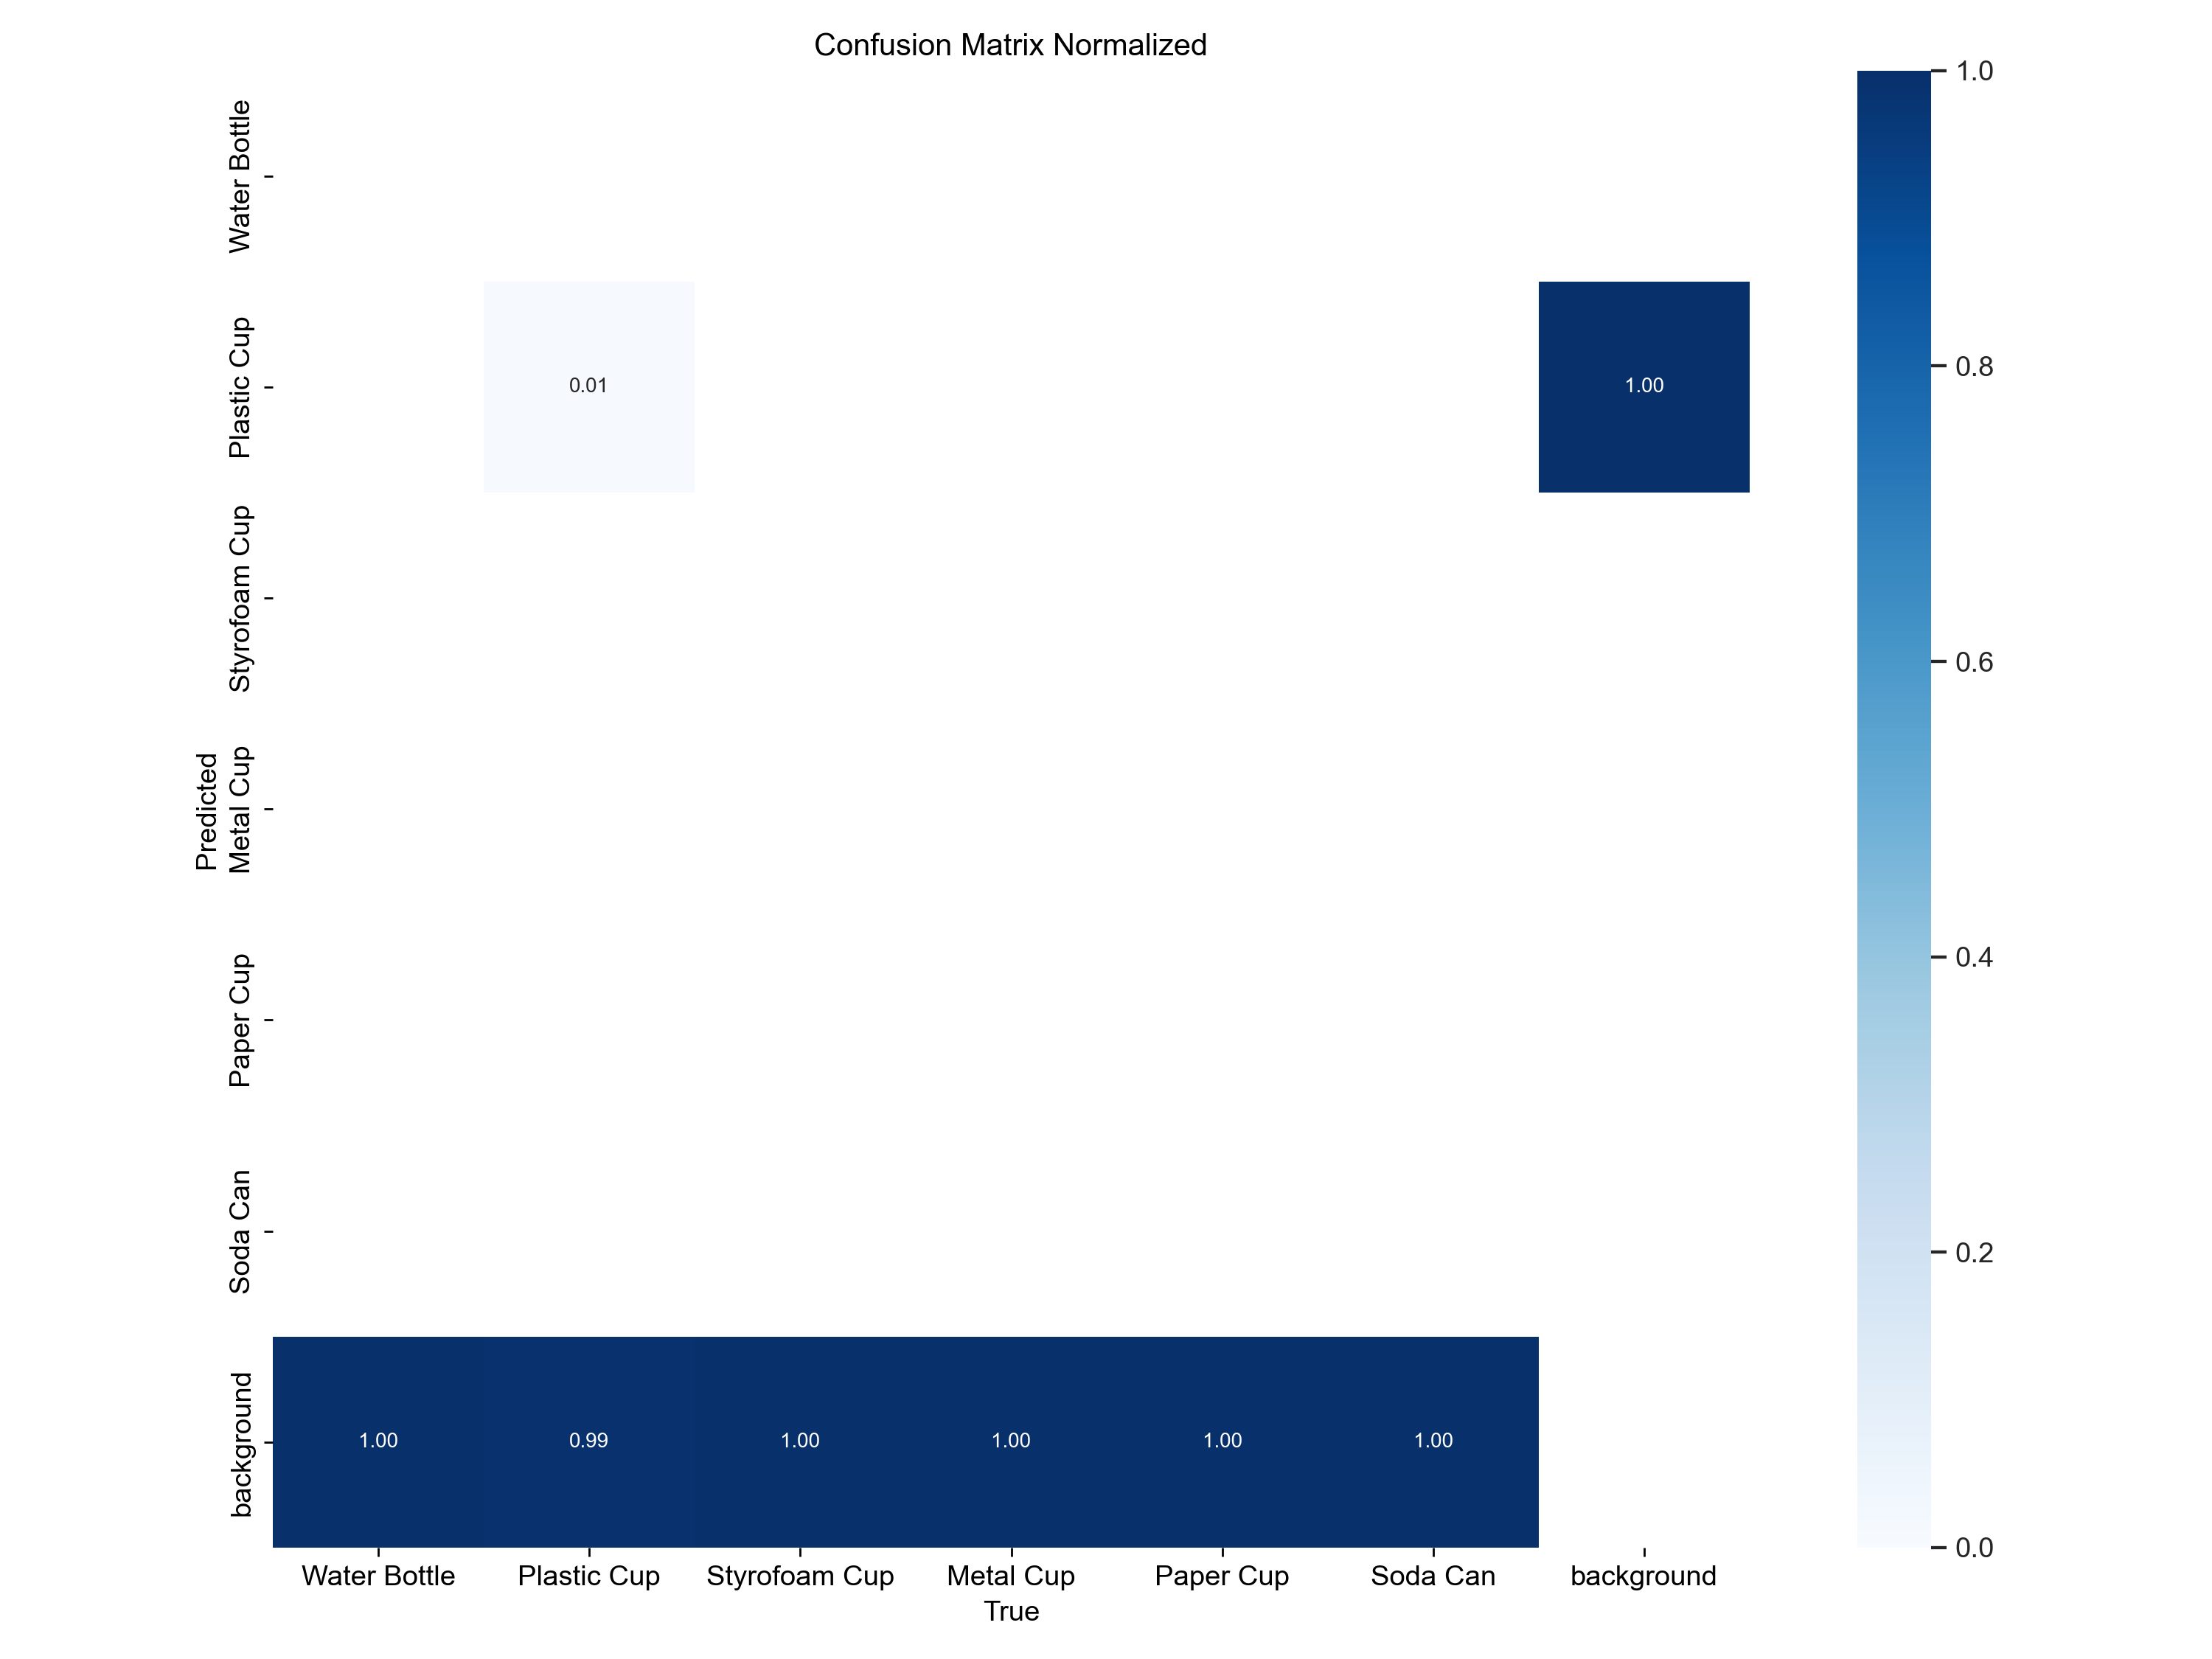 Confusion Matrix Normalized
Water Bottle
Plastic Cup
Styrofoam Cup
Metal Cup
Paper Cup
Soda Can
background
Predicted
0.01
1.00
1.00
0.99
1.00
1.00
1.00
1.00
Water Bottle
Plastic Cup
Styrofoam Cup
Metal Cup
Paper Cup
Soda Can
background
True
1.0
0.8
0.6
0.4
0.2
0.0